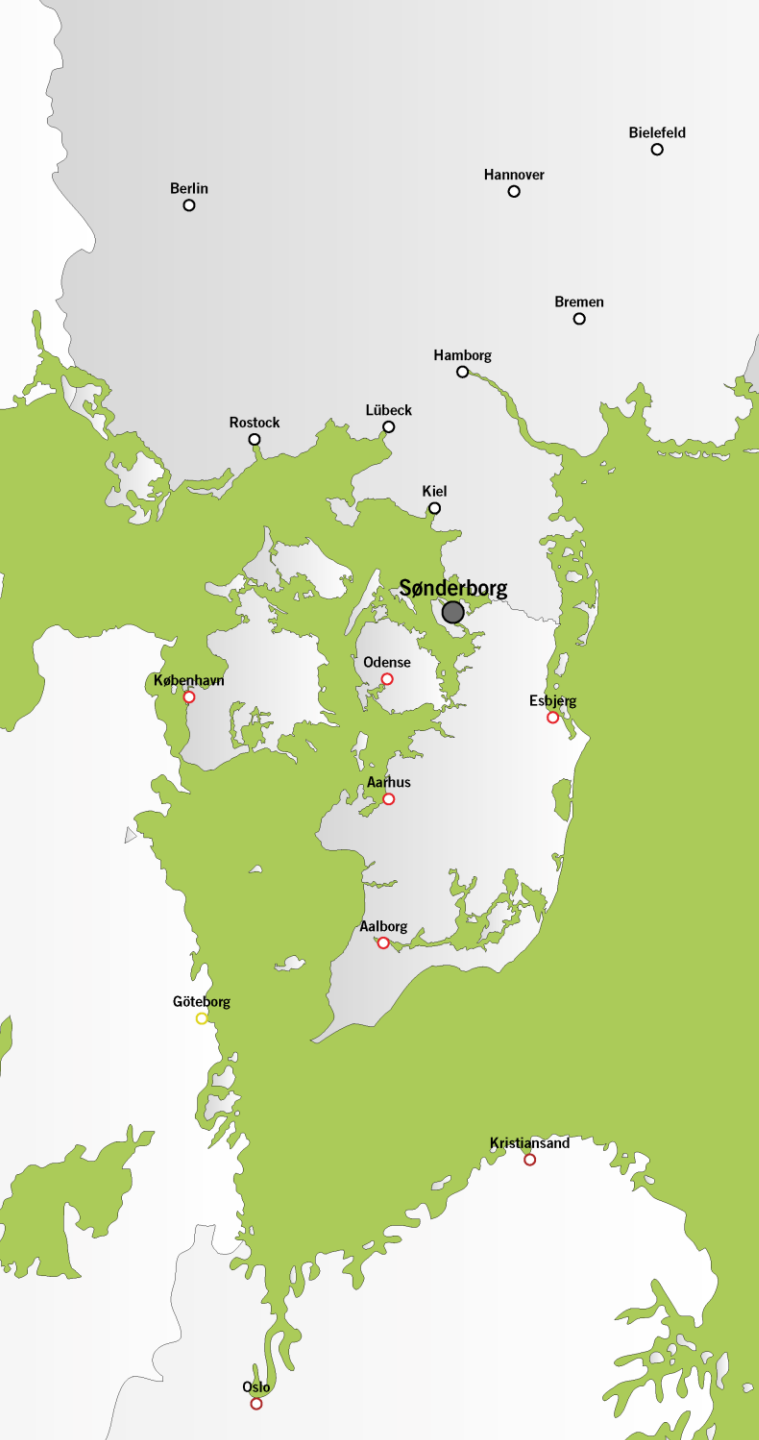 Bielefeld
Hannover
Berlin
Bremen
Hamborg
Lübeck
Rostock
Kiel
Sønderborg
Odense
København
Esbjerg
Aarhus
Aalborg
Göteborg
Kristiansand
Oslo